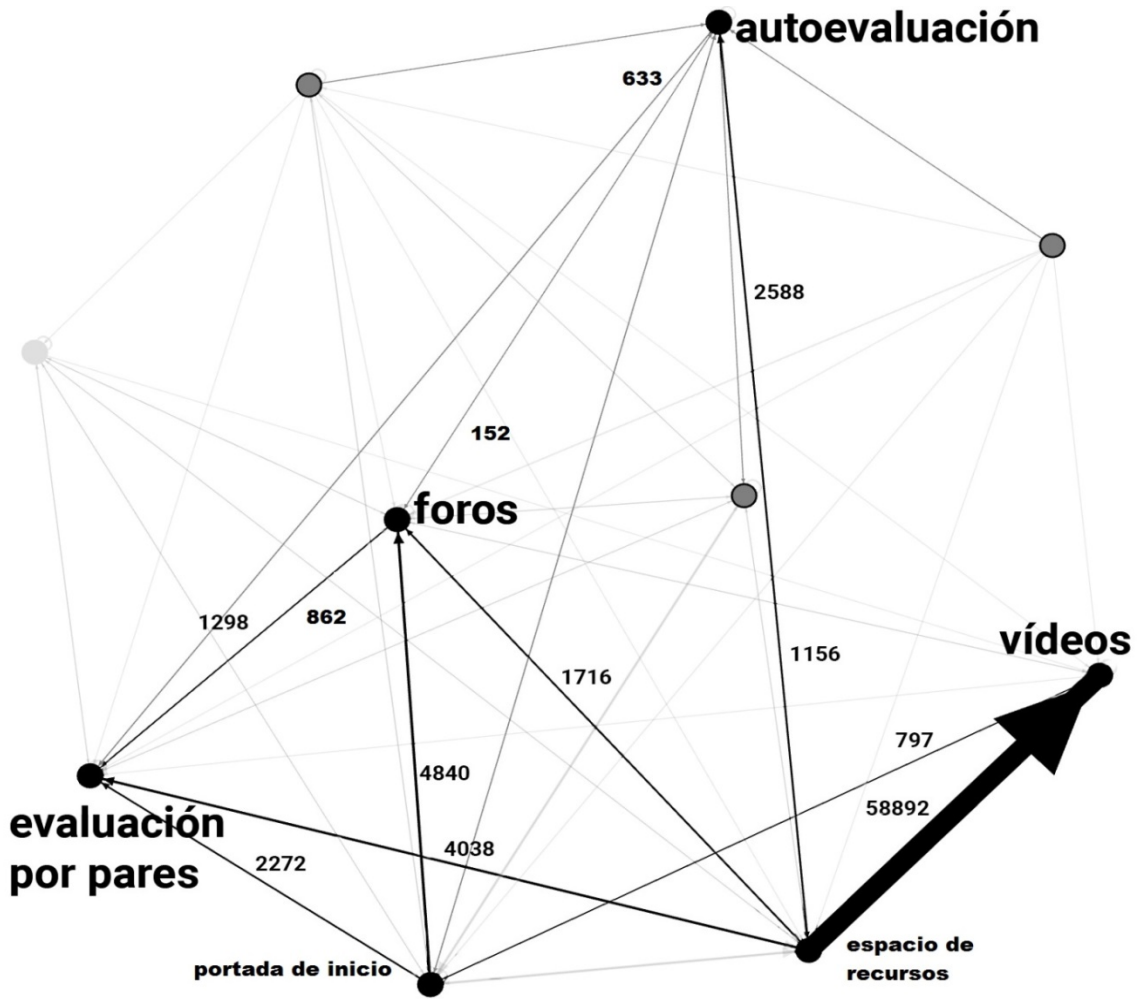 autoevaluación
633
2588
152
foros
1298
862
1156
vídeos
1716
797
4840
58892
evaluación
por pares
4038
2272
portada de inicio
espacio de
recursos